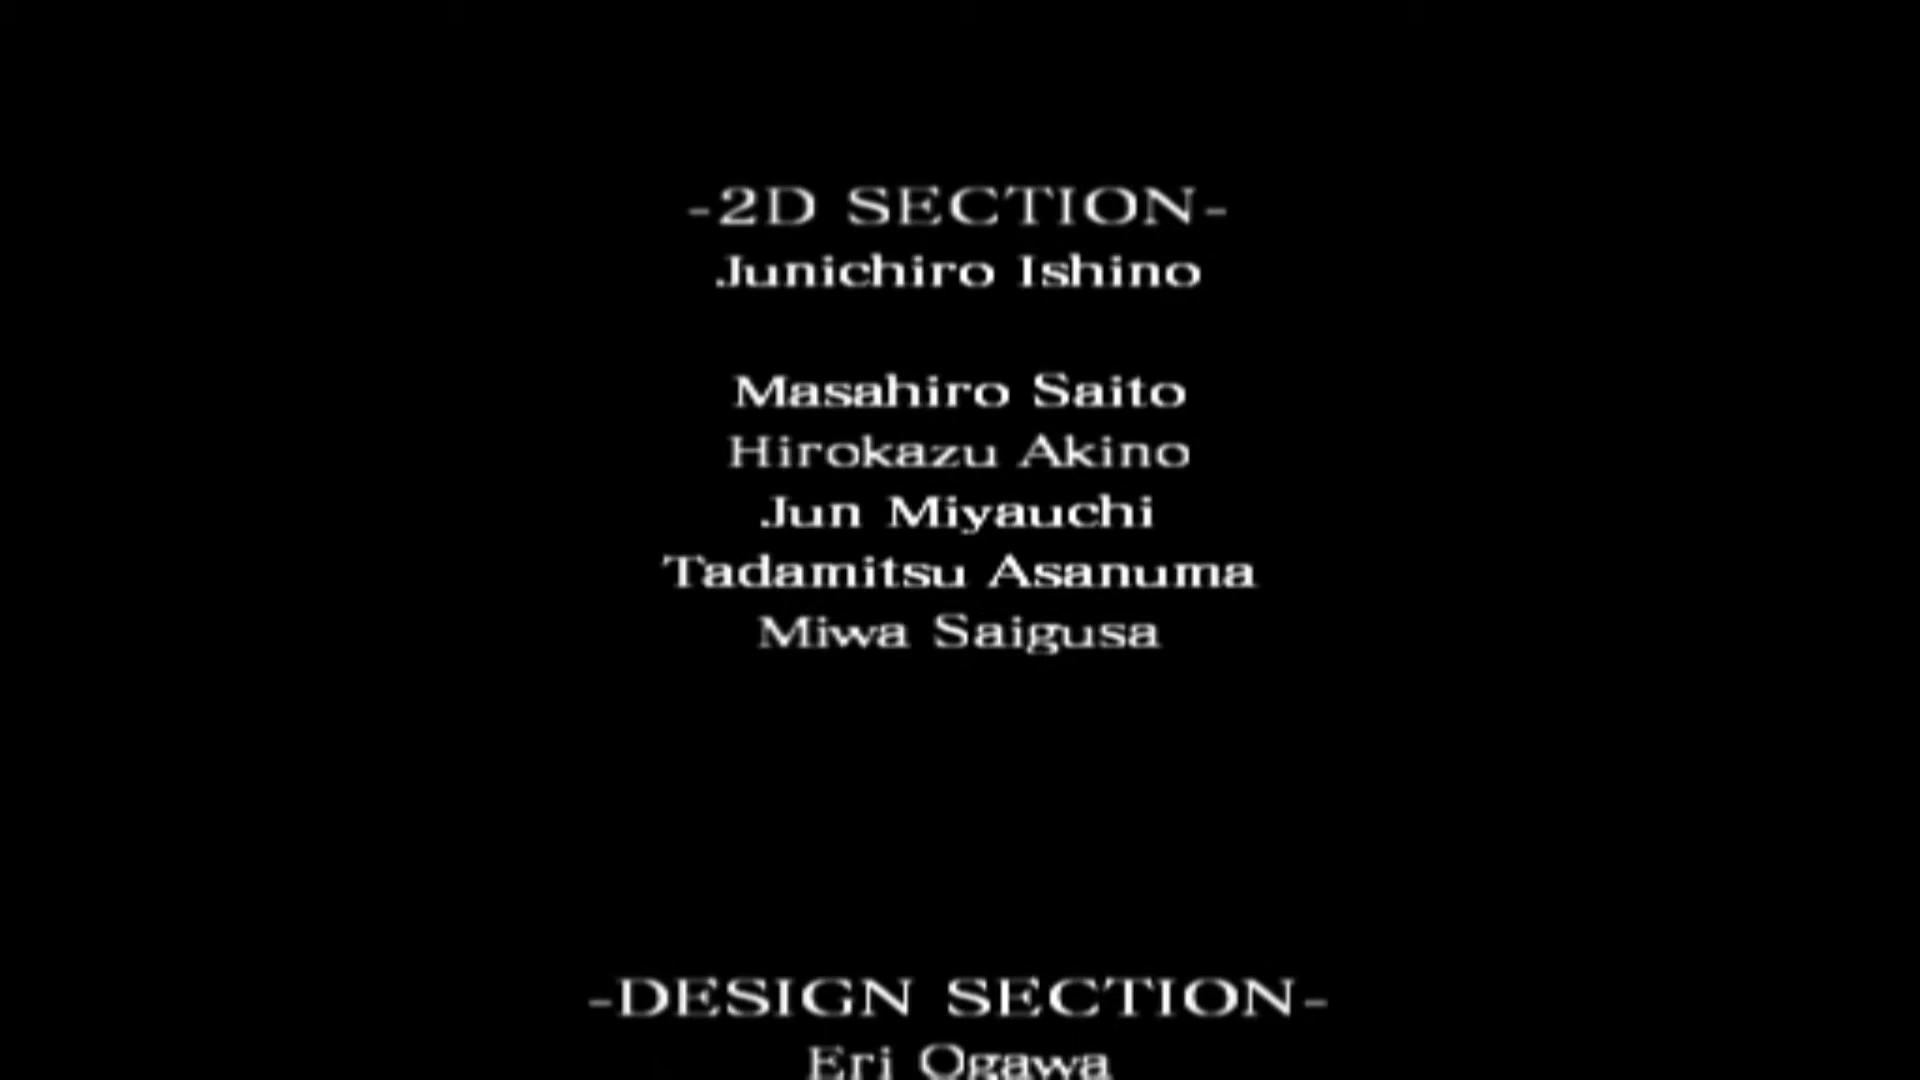 -2D SECTION-
Junichiro Ishino
Masahiro Saito
Hirokazu Akino
Jun Miyauchi
Tadamitsu Asanuma
Miwa Saigusa
-DESIGN SECTION-
Eri Ogawa